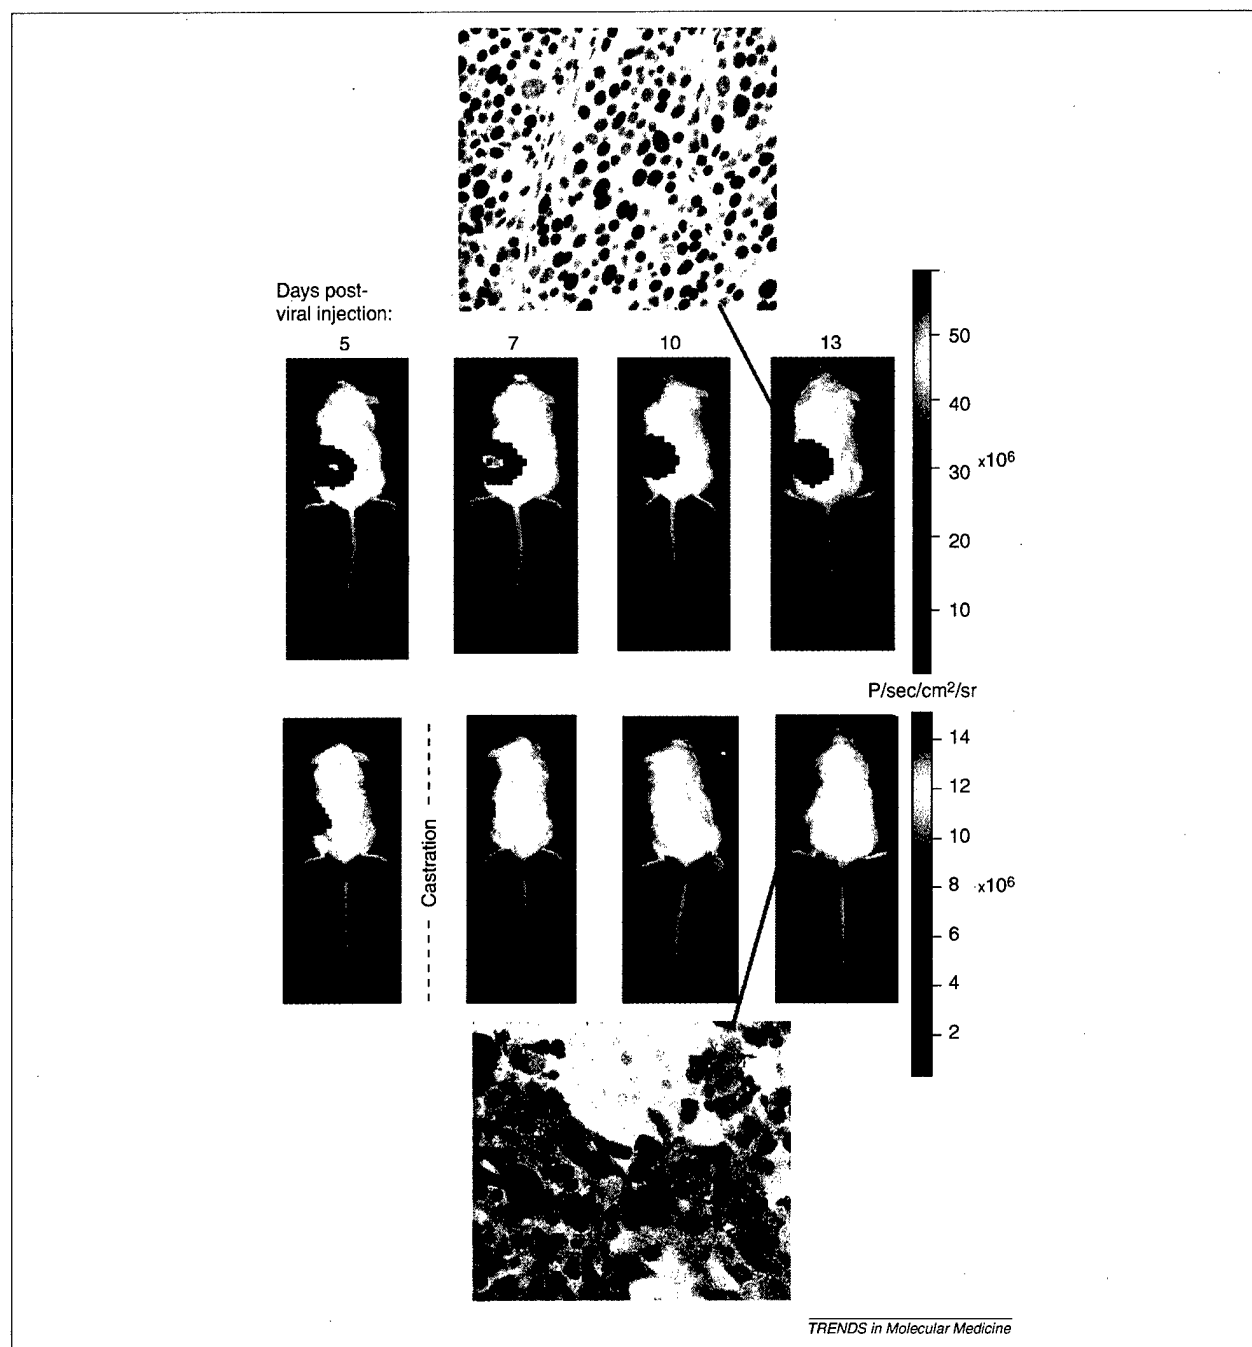 Days post-
viral injection:
5 7 10 13
50
40
30 x10⁶
20
10
P/sec/cm²/sr
Castration
14
12
10
8 x10⁶
6
4
2
TRENDS in Molecular Medicine